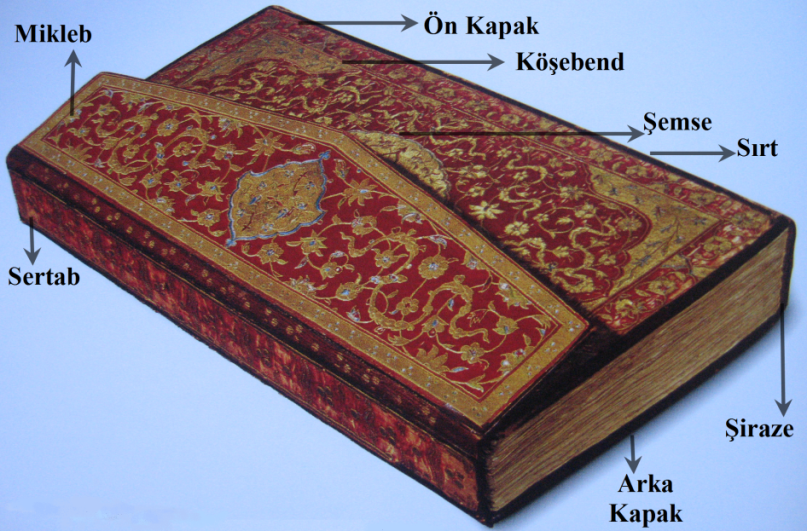 Mikleb
Ön Kapak
Köşebend
Şemse
Sırt
Sertab
Şiraze
Arka
Kapak